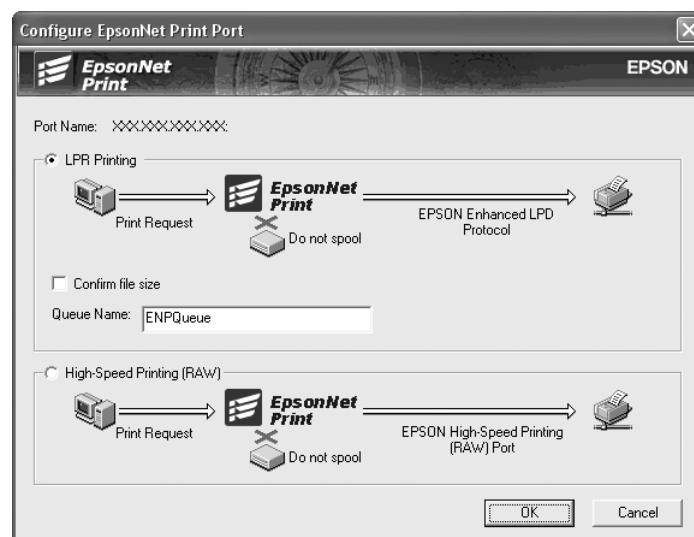 Configure EpsonNet Print Port
EpsonNet
Print
EPSON
Port Name: XXX.XXX.XXX.XXX:
LPR Printing
Print Request
EpsonNet
Print
Do not spool
EPSON Enhanced LPD
Protocol
Confirm file size
Queue Name: ENPQueue
High-Speed Printing (RAW)
Print Request
EpsonNet
Print
Do not spool
EPSON High-Speed Printing
(RAW) Port
OK
Cancel